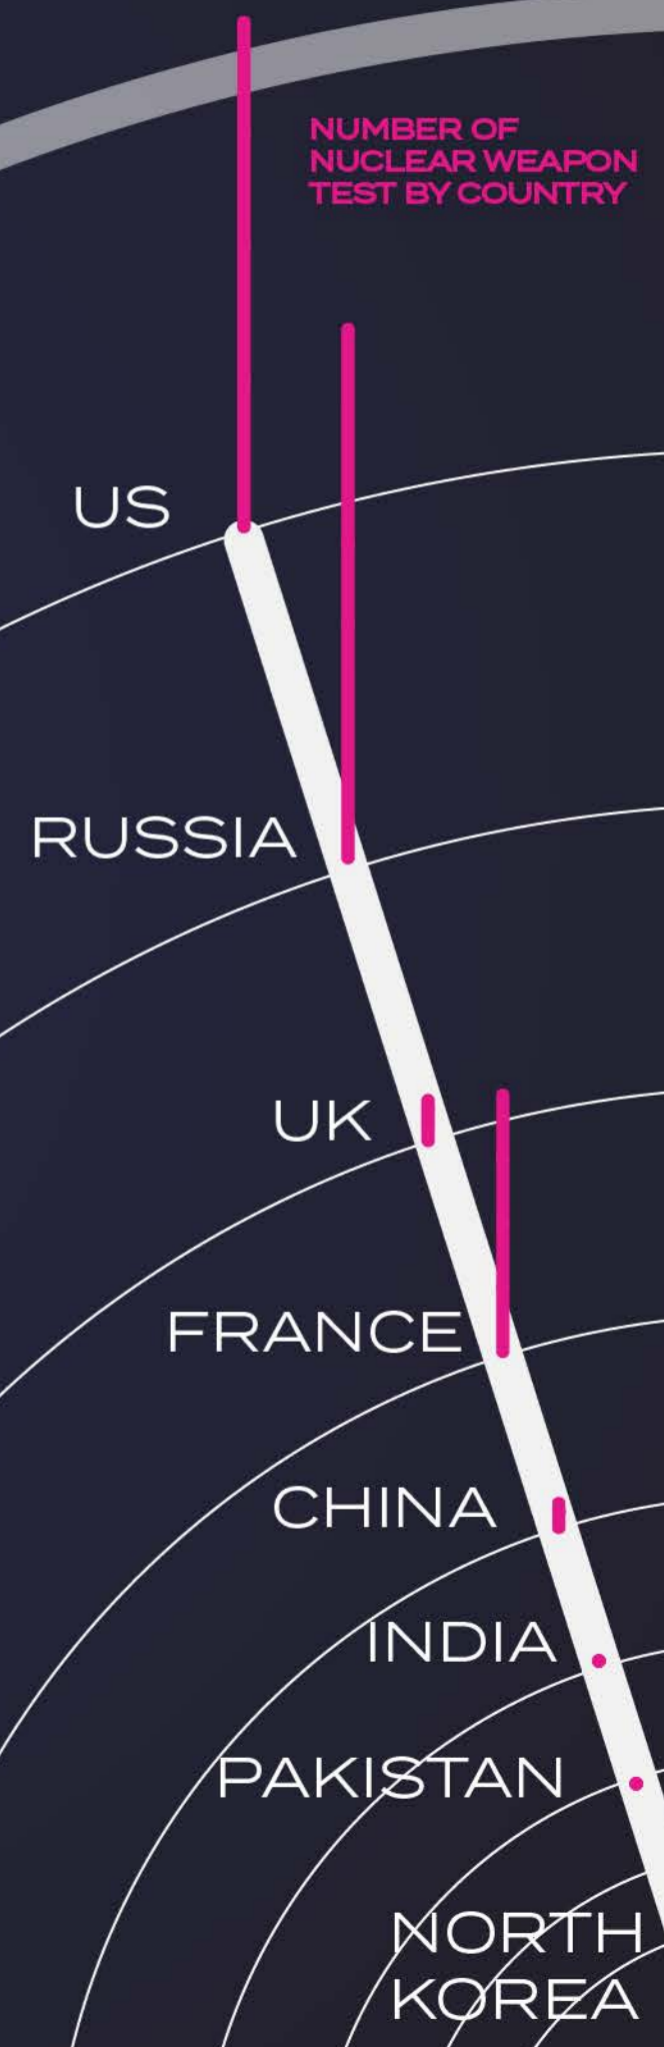 NUMBER OF
NUCLEAR WEAPON
TEST BY COUNTRY
US
RUSSIA
UK
FRANCE
CHINA
INDIA
PAKISTAN
NORTH
KOREA